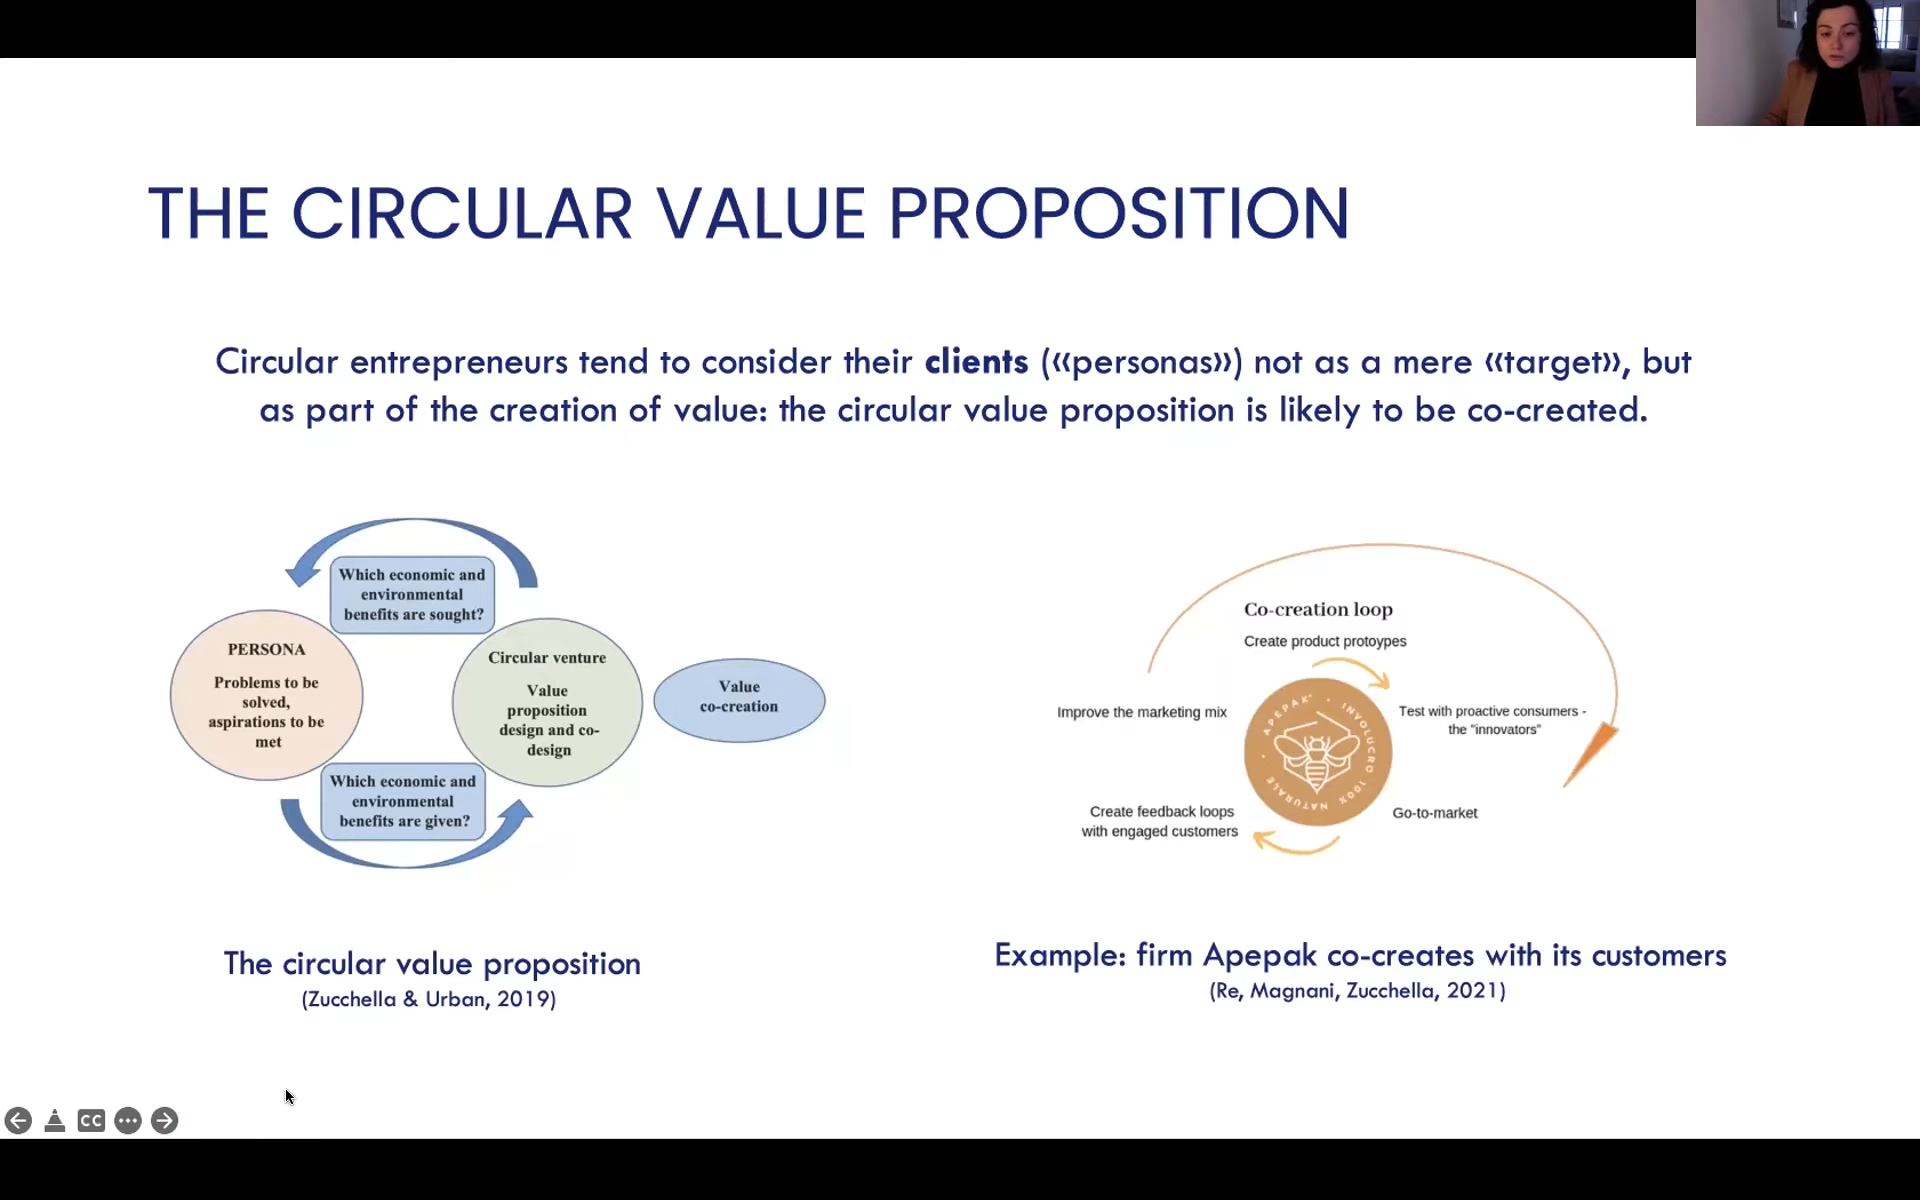 THE CIRCULAR VALUE PROPOSITION
Circular entrepreneurs tend to consider their clients («personas») not as a mere «target», but
as part of the creation of value: the circular value proposition is likely to be co-created.
Which economic and
environmental
benefits are sought?
PERSONA
Problems to be
solved,
aspirations to be
met
Circular venture
Value
proposition
design and co-
design
Value
co-creation
Which economic and
environmental
benefits are given?
The circular value proposition
(Zucchella & Urban, 2019)
Co-creation loop
Create product protoypes
Improve the marketing mix
APEPAK • INVOLUCRO 100% NATURALE •
Test with proactive consumers -
the "innovators"
Create feedback loops
with engaged customers
Go-to-market
Example: firm Apepak co-creates with its customers
(Re, Magnani, Zucchella, 2021)
CC